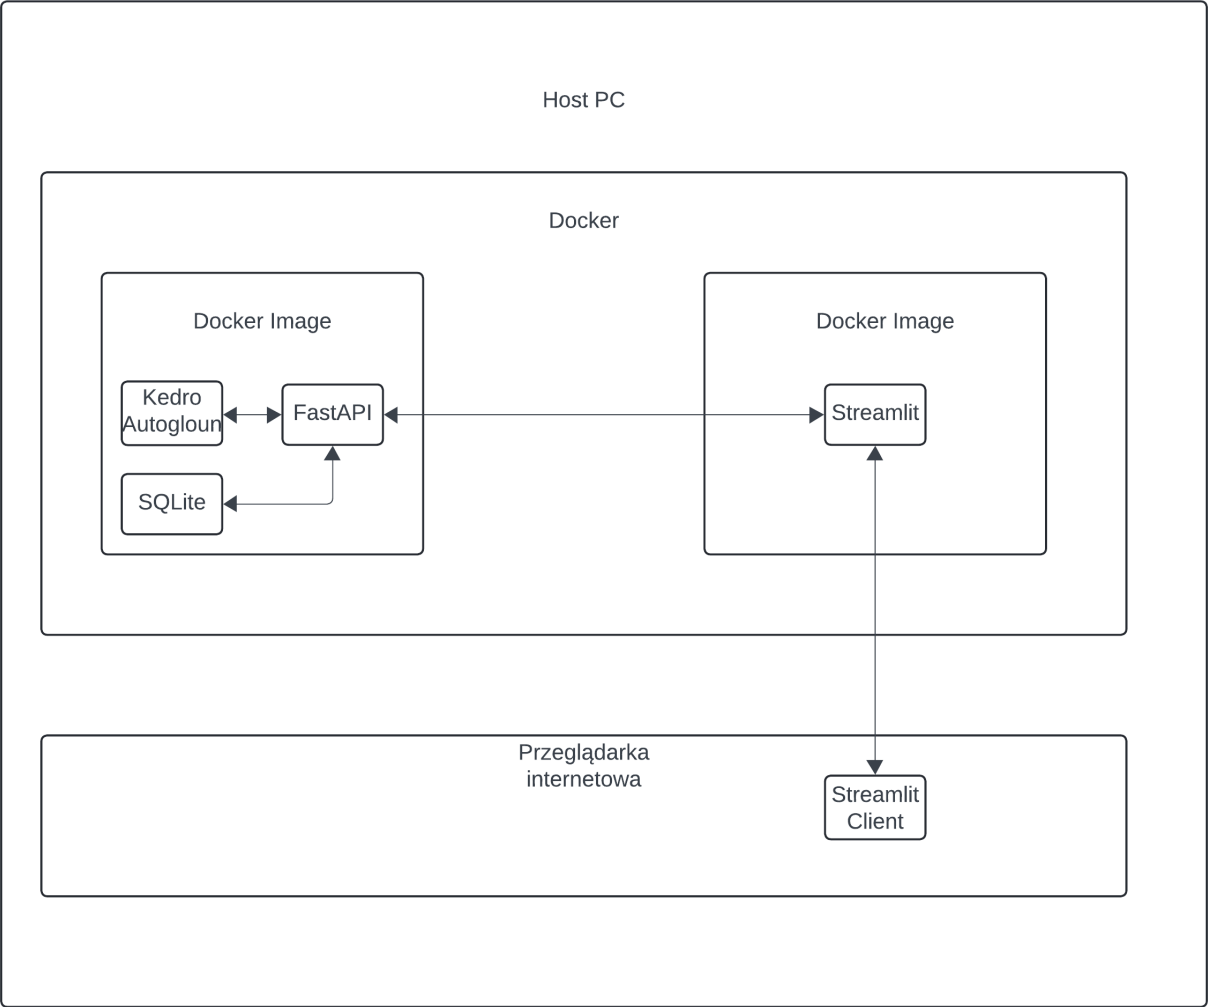 Host PC
Docker
Docker Image
Kedro
Autogloun
FastAPI
SQLite
Docker Image
Streamlit
Przeglądarka
internetowa
Streamlit
Client